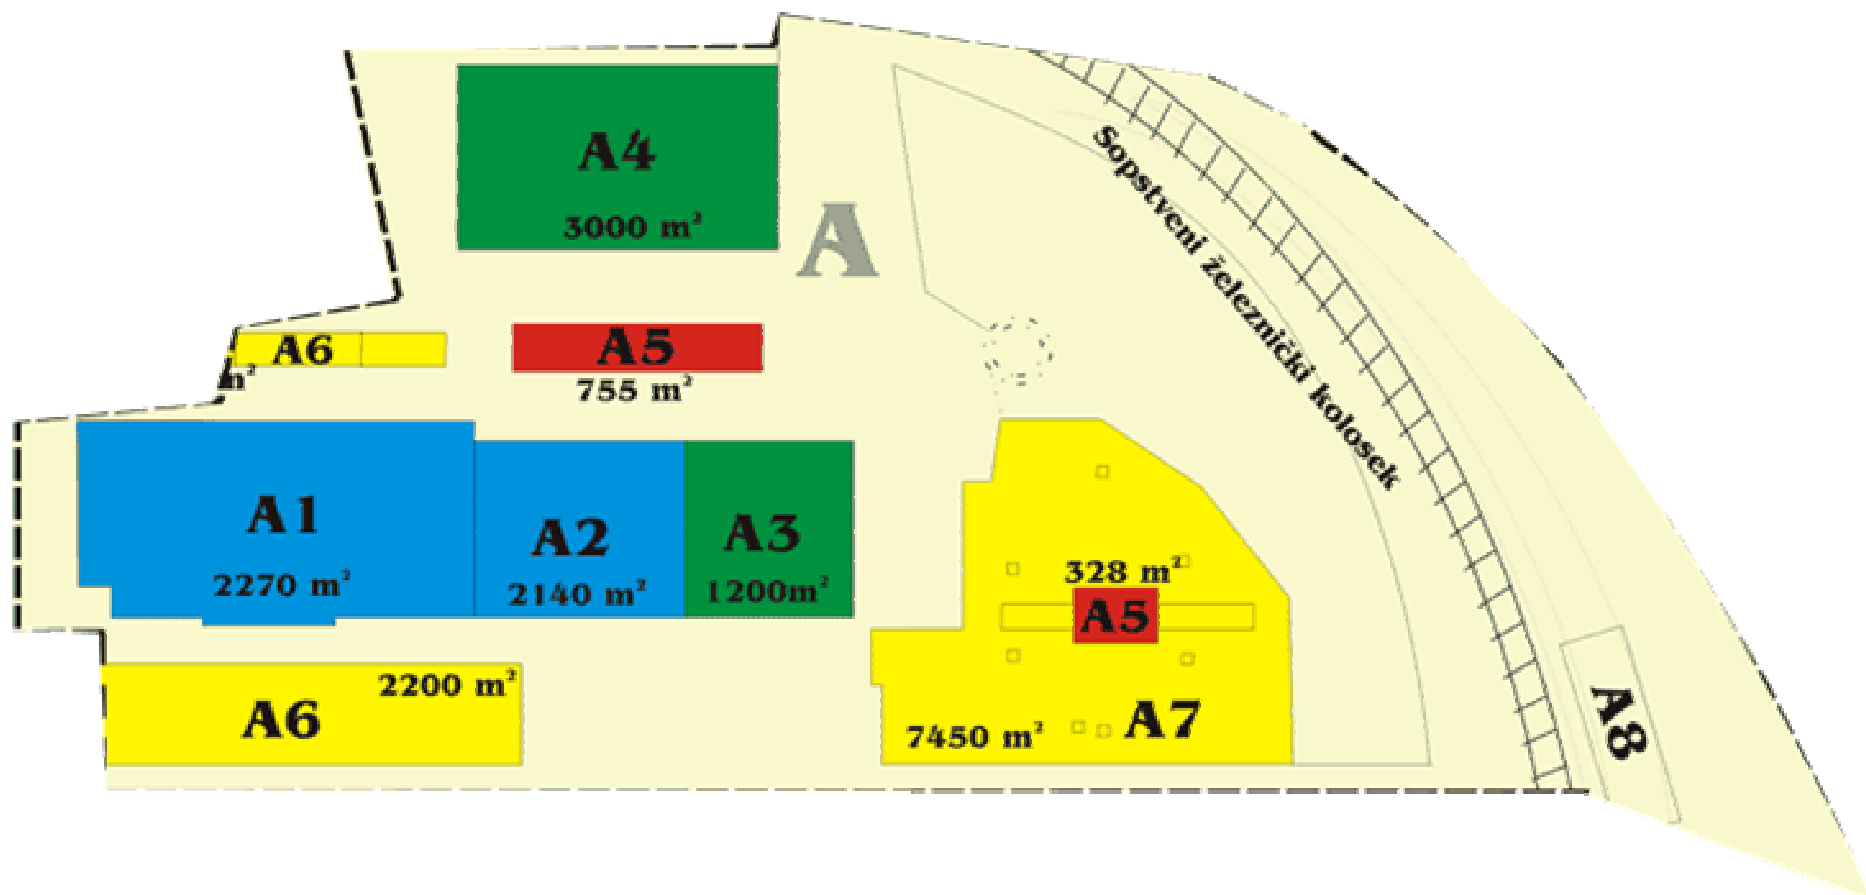 A4
3000 m²
A
Sopstveni železnički kolosek
A6
m²
A5
755 m²
A1
2270 m²
A2
2140 m²
A3
1200m²
328 m²
A5
2200 m²
A6
7450 m²
A7
A8